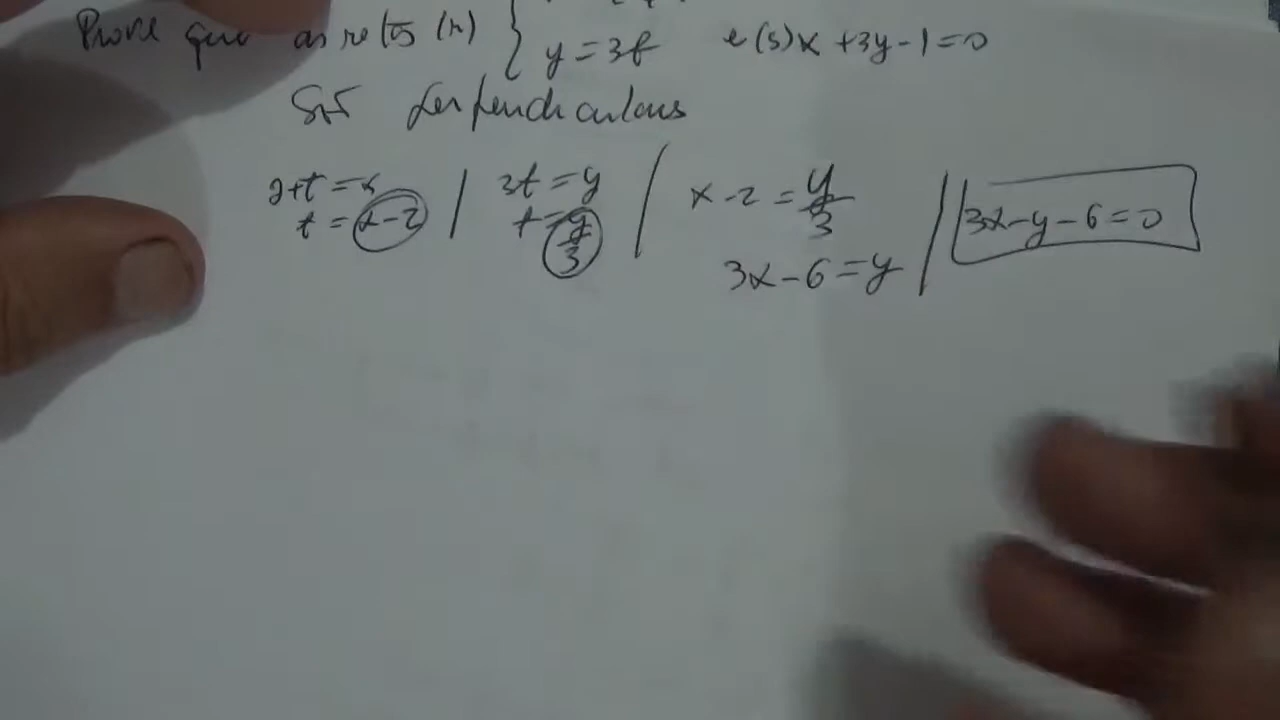 Prove que as retas (r) { y = 3t e (s) x + 3y - 1 = 0
São perpendiculares
2+t = x | 3t = y | x - 2 = y/3 | 3x - y - 6 = 0
t = x - 2 | t = y/3 | 3x - 6 = y